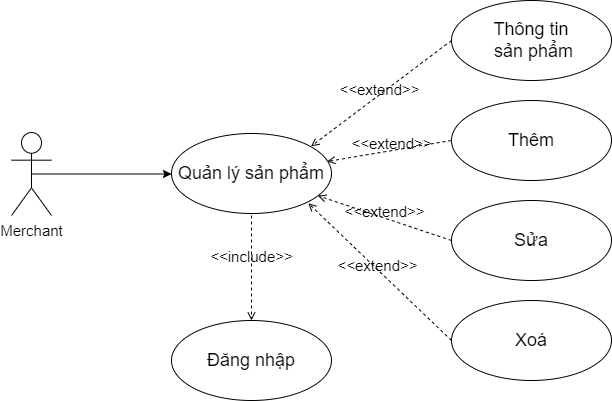 Thông tin
sản phẩm
<<extend>>
Thêm
<<extend>>
Quản lý sản phẩm
Merchant
<<extend>>
Sửa
<<include>>
<<extend>>
Xoá
Đăng nhập